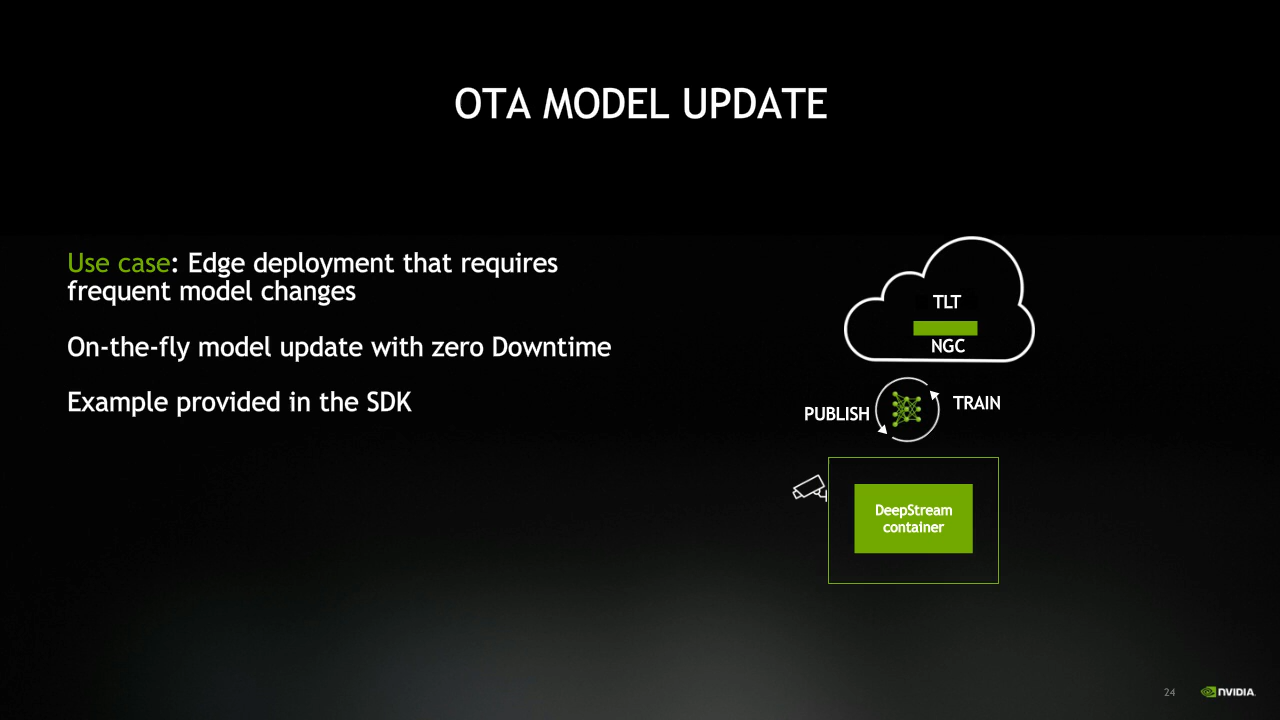 OTA MODEL UPDATE
Use case: Edge deployment that requires
frequent model changes
On-the-fly model update with zero Downtime
Example provided in the SDK
TLT
NGC
PUBLISH
TRAIN
DeepStream
container
24
NVIDIA.